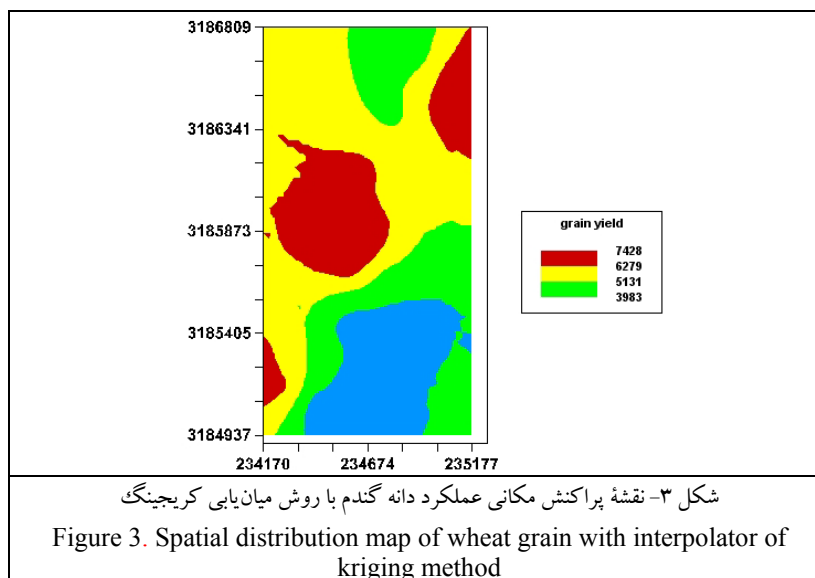 3186809
3186341
3185873
3185405
3184937
234170 234674 235177
grain yield
7428
6279
5131
3983
شکل ۳- نقشهٔ پراکنش مکانی عملکرد دانه گندم با روش میان‌یابی کریجینگ
Figure 3. Spatial distribution map of wheat grain with interpolator of
kriging method